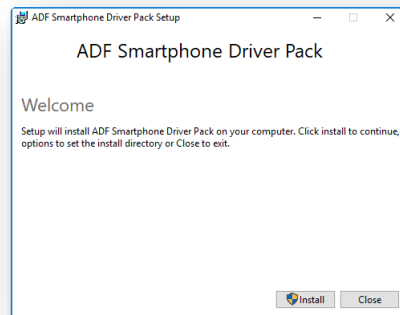 ADF Smartphone Driver Pack Setup
ADF Smartphone Driver Pack
Welcome
Setup will install ADF Smartphone Driver Pack on your computer. Click install to continue,
options to set the install directory or Close to exit.
Install
Close